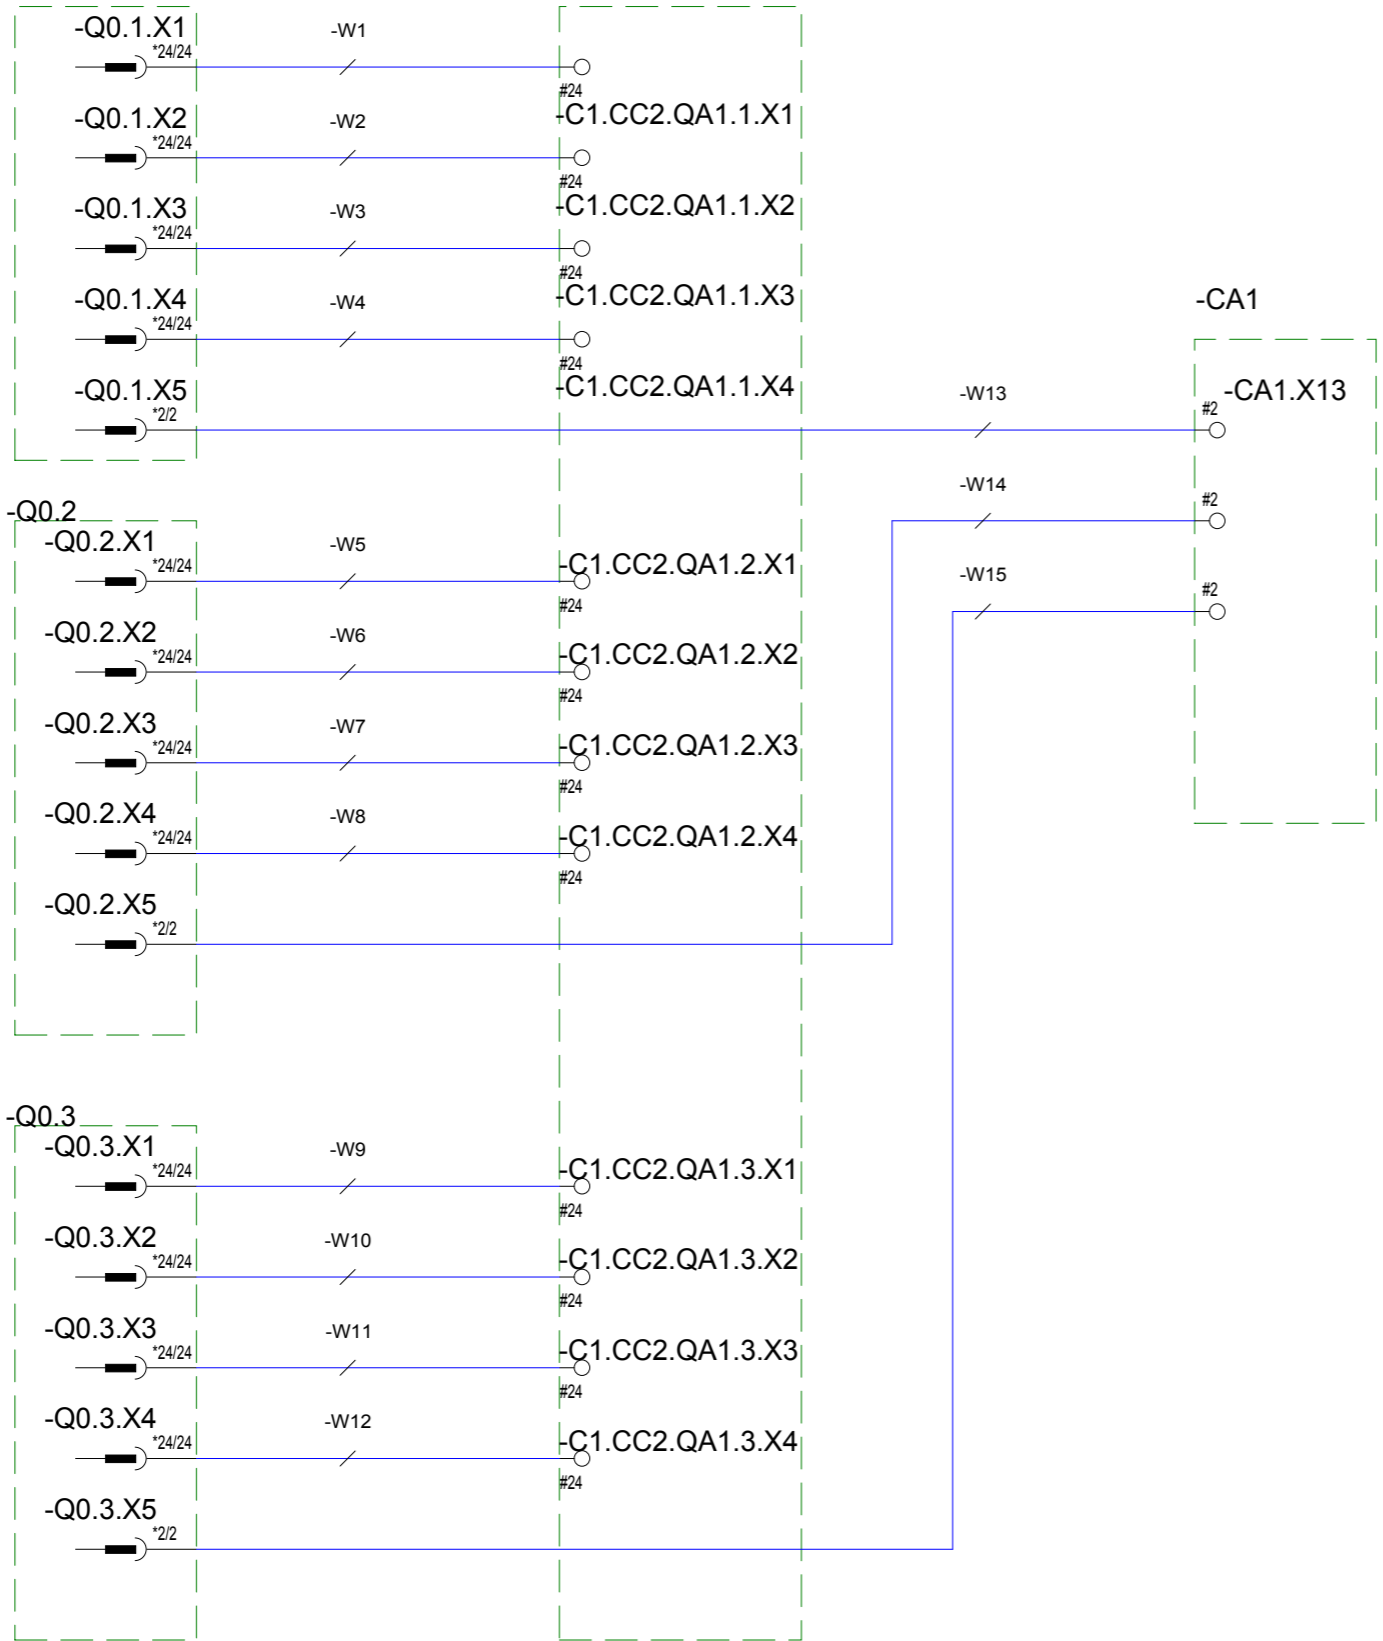 -Q0.1.X1
*24/24
-W1
#24
-C1.CC2.QA1.1.X1
-Q0.1.X2
*24/24
-W2
#24
-C1.CC2.QA1.1.X2
-Q0.1.X3
*24/24
-W3
#24
-C1.CC2.QA1.1.X3
-Q0.1.X4
*24/24
-W4
#24
-C1.CC2.QA1.1.X4
-Q0.1.X5
*2/2
-W13
-CA1
-CA1.X13
#2
-W14
#2
-W15
#2
-Q0.2
-Q0.2.X1
*24/24
-W5
-C1.CC2.QA1.2.X1
#24
-Q0.2.X2
*24/24
-W6
-C1.CC2.QA1.2.X2
#24
-Q0.2.X3
*24/24
-W7
-C1.CC2.QA1.2.X3
#24
-Q0.2.X4
*24/24
-W8
-C1.CC2.QA1.2.X4
#24
-Q0.2.X5
*2/2
-Q0.3
-Q0.3.X1
*24/24
-W9
-C1.CC2.QA1.3.X1
#24
-Q0.3.X2
*24/24
-W10
-C1.CC2.QA1.3.X2
#24
-Q0.3.X3
*24/24
-W11
-C1.CC2.QA1.3.X3
#24
-Q0.3.X4
*24/24
-W12
-C1.CC2.QA1.3.X4
#24
-Q0.3.X5
*2/2